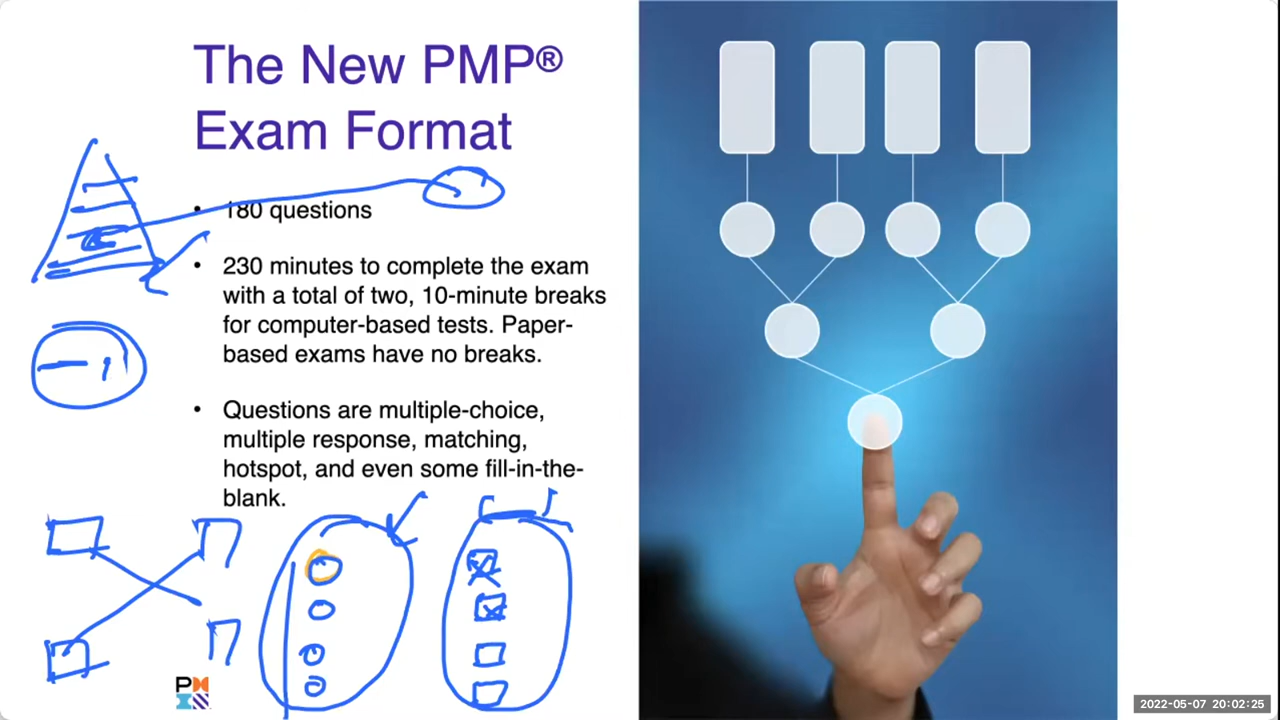 The New PMP®
Exam Format
• 180 questions
• 230 minutes to complete the exam
with a total of two, 10-minute breaks
for computer-based tests. Paper-
based exams have no breaks.
• Questions are multiple-choice,
multiple response, matching,
hotspot, and even some fill-in-the-
blank.
2022-05-07 20:02:25